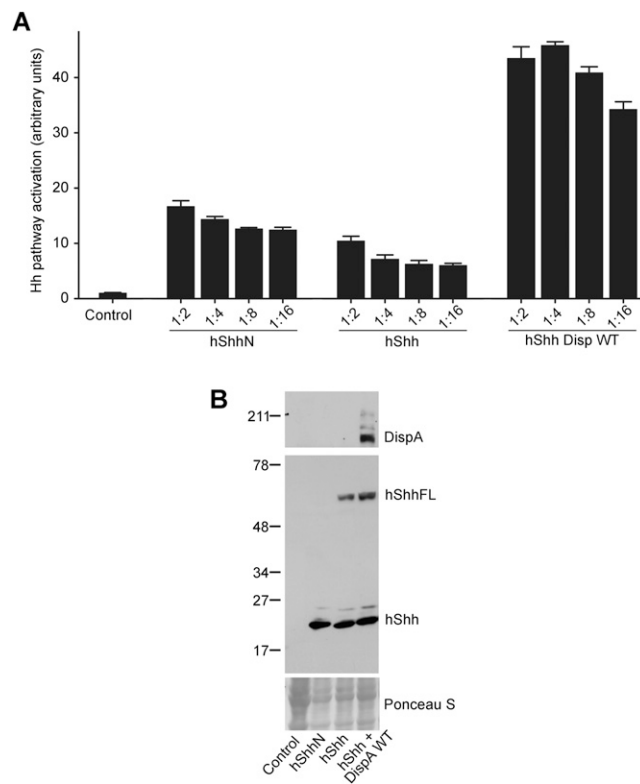 A
Hh pathway activation (arbitrary units)
40
30
20
10
0
Control
1:2 1:4 1:8 1:16
hShhN
1:2 1:4 1:8 1:16
hShh
1:2 1:4 1:8 1:16
hShh Disp WT
B
211
DispA
78
hShhFL
48
34
27
hShh
17
Ponceau S
Control
hShhN
hShh
hShh +
DispA WT